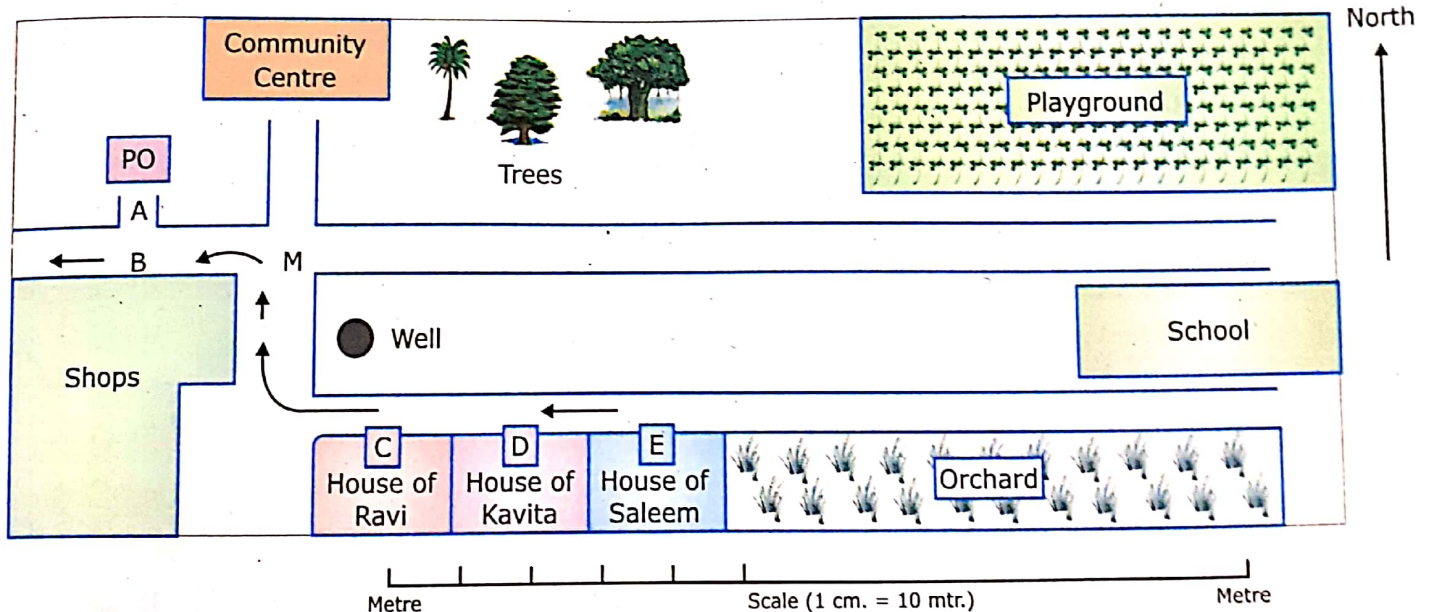 North
Community
Centre
Playground
PO
Trees
A
B
M
Well
School
Shops
C
D
E
House of
Ravi
House of
Kavita
House of
Saleem
Orchard
Metre
Scale (1 cm. = 10 mtr.)
Metre